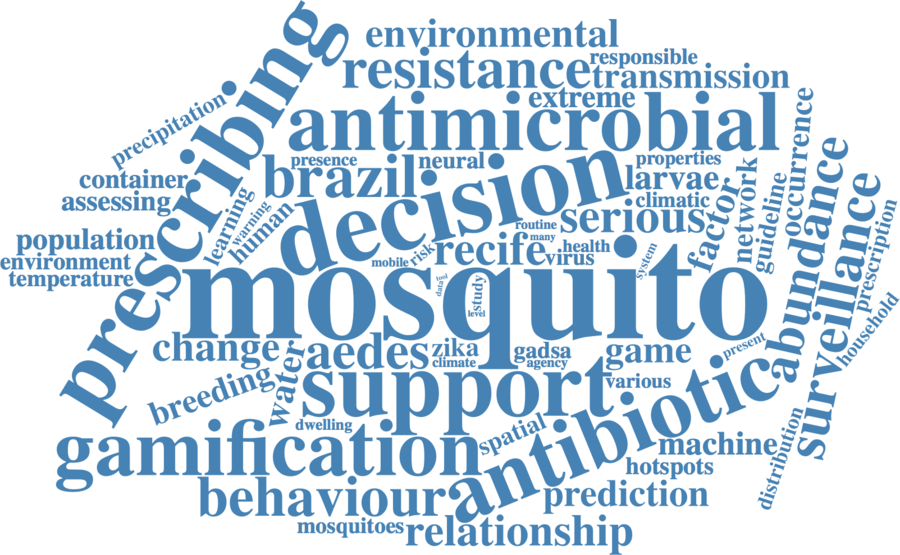 environmental
responsible
resistance
transmission
extreme
prescribing
precipitation
antimicrobial
occurrence
presence
neural
properties
brazil
decision
larvae
container
assessing
climatic
learning
warning
human
serious
factor
network
guideline
abundance
surveillance
prescription
routine
many
population
environment
temperature
recife
health
virus
mobile
risk
system
mosquito
data
tool
study
level
household
change
aedes
zika
climate
gadsa
agency
game
present
breeding
water
support
various
dwelling
antibiotic
gamification
spatial
machine
hotspots
distribution
behaviour
prediction
mosquitoes
relationship